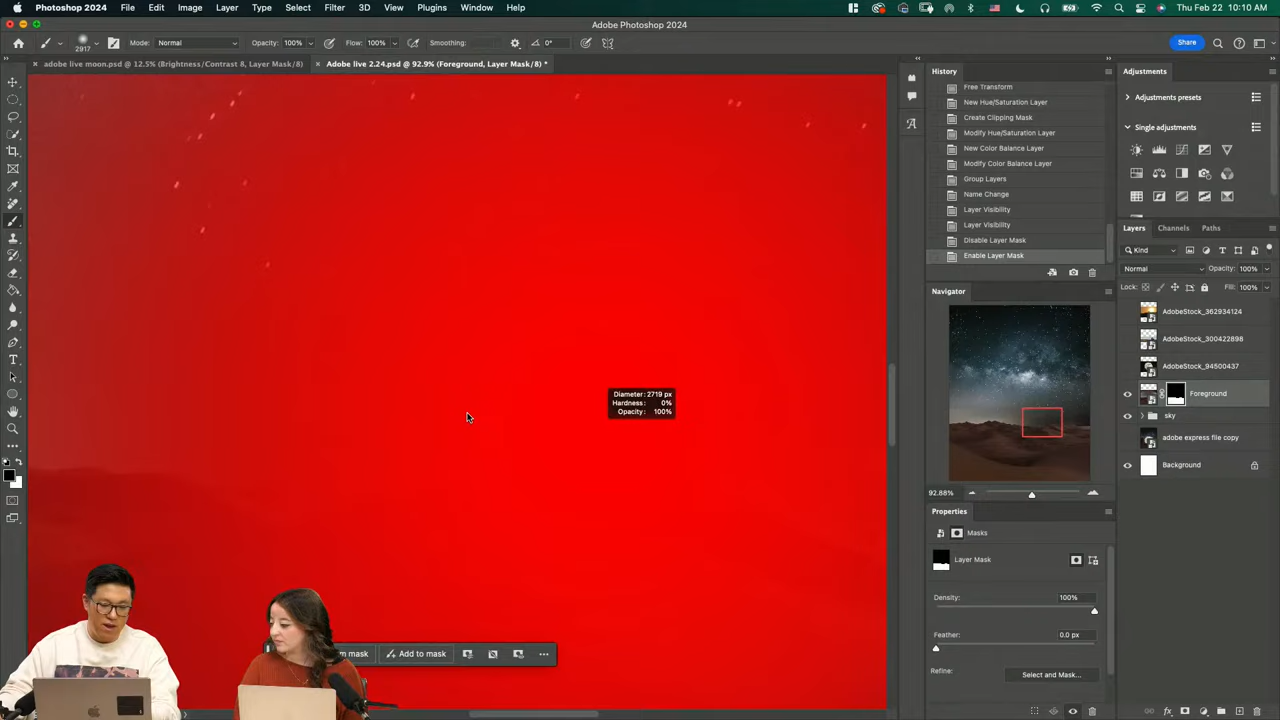 Photoshop 2024 File Edit Image Layer Type Select Filter 3D View Plugins Window Help Thu Feb 22 10:10 AM
Adobe Photoshop 2024
2917 Mode: Normal Opacity: 100% Flow: 100% Smoothing: 0° Share
adobe live moon.psd @ 12.5% (Brightness/Contrast 8, Layer Mask/8) Adobe live 2.24.psd @ 92.9% (Foreground, Layer Mask/8) *
History
Free Transform
New Hue/Saturation Layer
Create Clipping Mask
Modify Hue/Saturation Layer
New Color Balance Layer
Modify Color Balance Layer
Group Layers
Name Change
Layer Visibility
Layer Visibility
Disable Layer Mask
Enable Layer Mask
Navigator
92.88%
Properties
Masks
Layer Mask
Density: 100%
Feather: 0.0 px
Refine: Select and Mask...
Adjustments
Adjustments presets
Single adjustments
Layers Channels Paths
Kind
Normal Opacity: 100%
Lock: Fill: 100%
AdobeStock_362934124
AdobeStock_300422898
AdobeStock_94500437
Foreground
sky
adobe express file copy
Background
Diameter: 2719 px
Hardness: 0%
Opacity: 100%
mask Add to mask